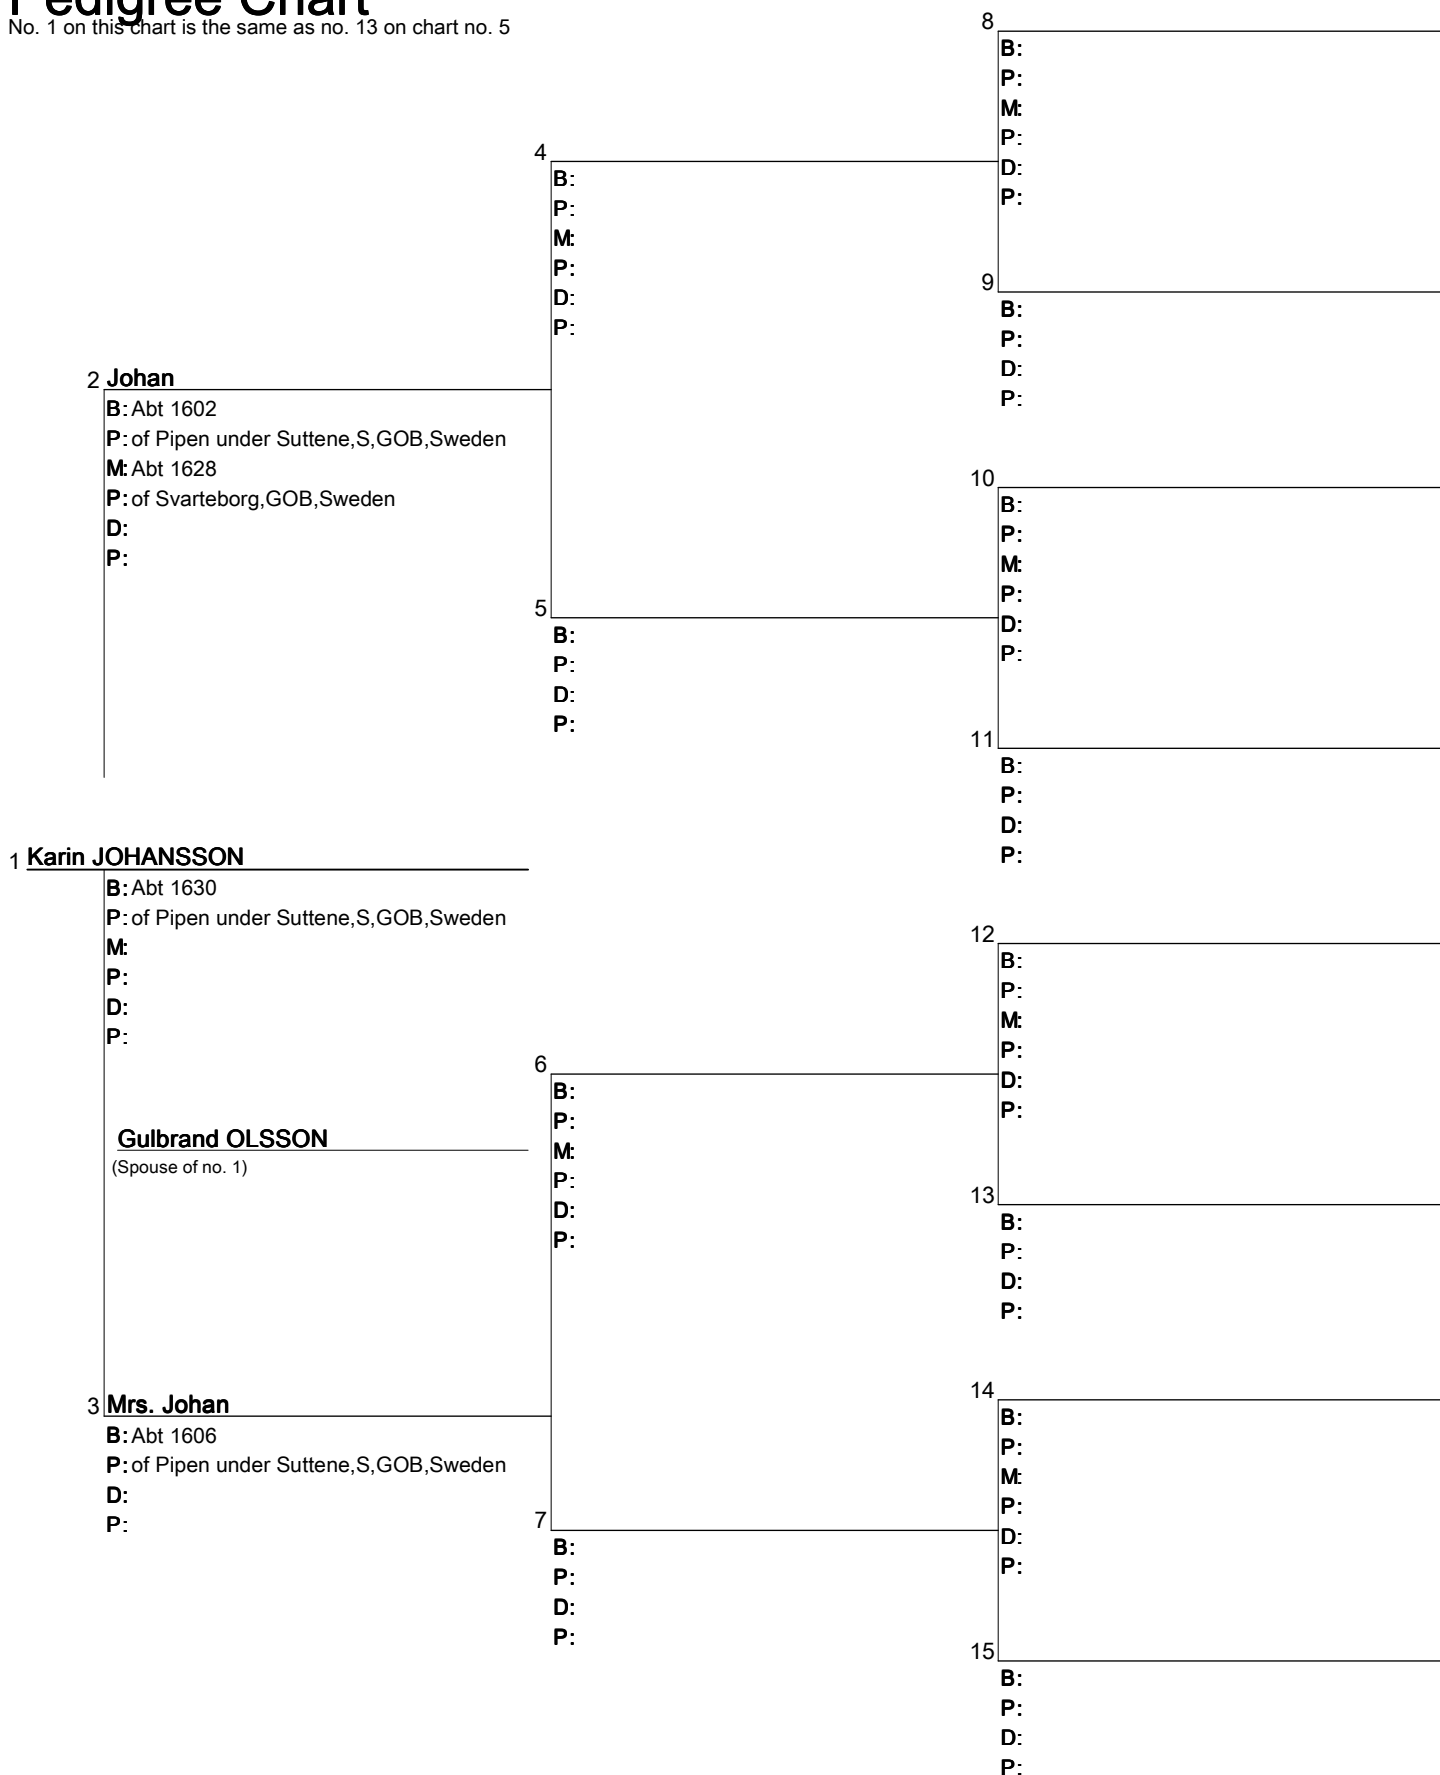 Pedigree Chart
No. 1 on this chart is the same as no. 13 on chart no. 5
8
B:
P:
M:
P:
D:
P:
4
B:
P:
M:
P:
D:
P:
9
B:
P:
D:
P:
2 Johan
B: Abt 1602
P: of Pipen under Suttene,S,GOB,Sweden
M: Abt 1628
P: of Svarteborg,GOB,Sweden
D:
P:
10
B:
P:
M:
P:
D:
P:
5
B:
P:
D:
P:
11
B:
P:
D:
P:
1 Karin JOHANSSON
B: Abt 1630
P: of Pipen under Suttene,S,GOB,Sweden
M:
P:
D:
P:
12
B:
P:
M:
P:
D:
P:
6
B:
P:
M:
P:
D:
P:
Gulbrand OLSSON
(Spouse of no. 1)
13
B:
P:
D:
P:
3 Mrs. Johan
B: Abt 1606
P: of Pipen under Suttene,S,GOB,Sweden
D:
P:
14
B:
P:
M:
P:
D:
P:
7
B:
P:
D:
P:
15
B:
P:
D:
P: